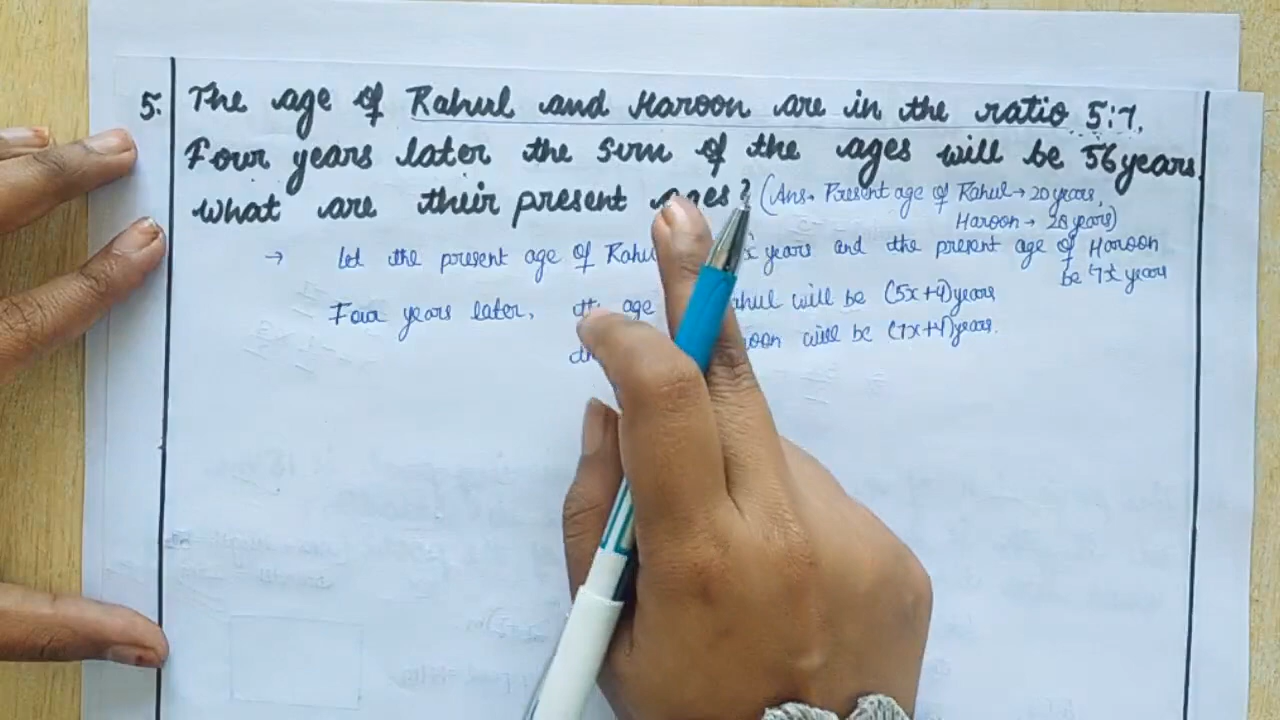 5. The age of Rahul and Haroon are in the ratio 5:7.
Four years later the sum of the ages will be 56 years.
what are their present ages? (Ans→ Present age of Rahul → 20 years,
Haroon → 28 years)
→ Let the present age of Rahu x years and the present age of Haroon
be 7x years
Four years later, the age ahul will be (5x+4) years
oon will be (7x+4) years.